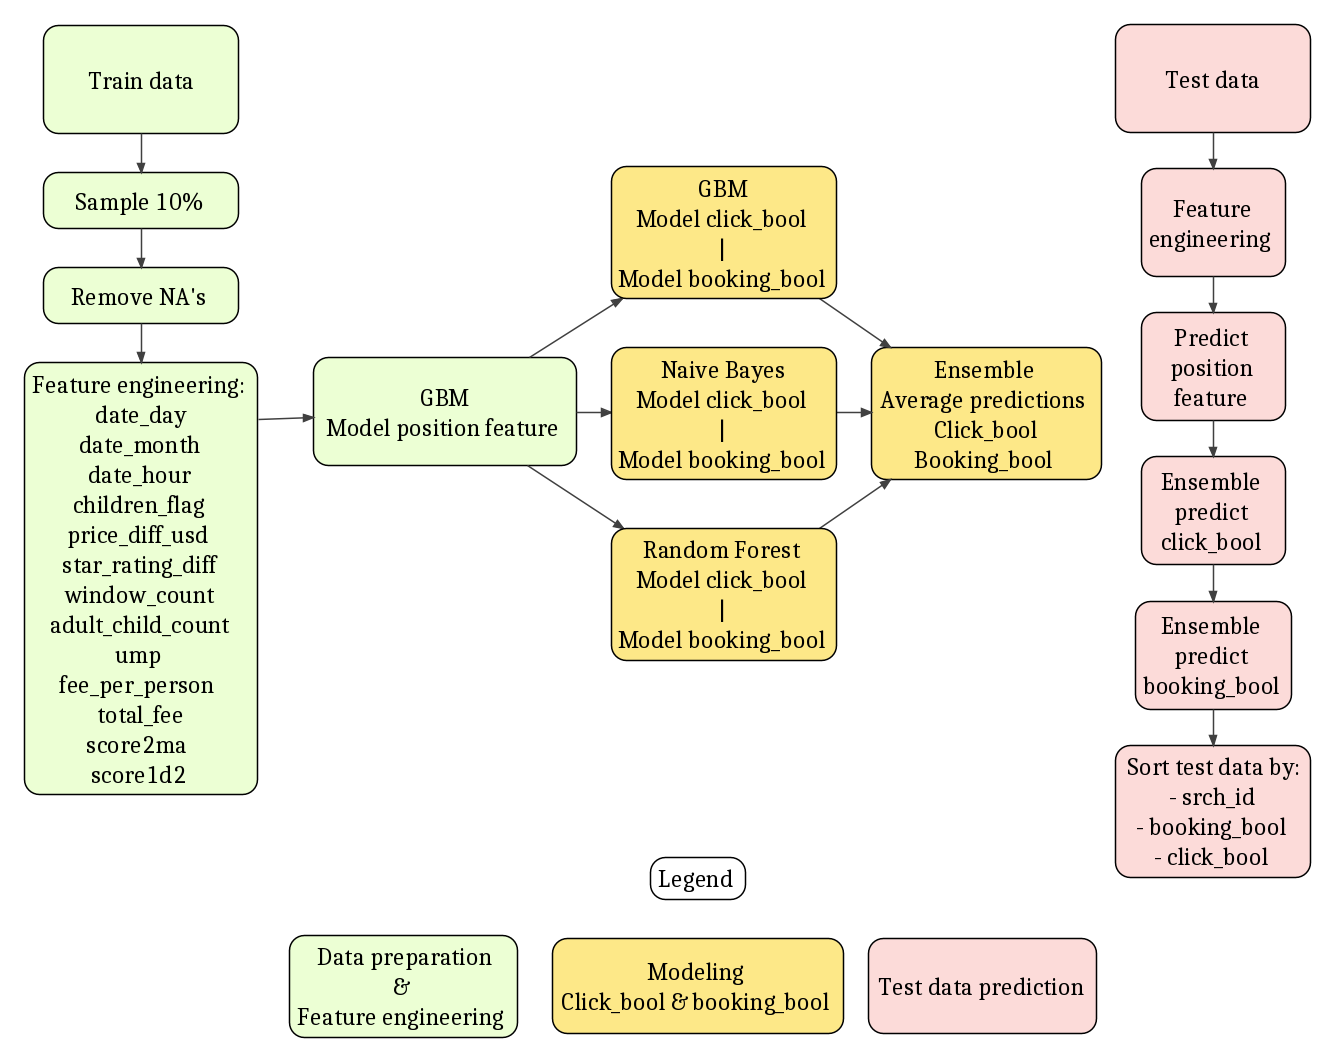 Train data
Sample 10%
Remove NA's
Feature engineering:
date_day
date_month
date_hour
children_flag
price_diff_usd
star_rating_diff
window_count
adult_child_count
ump
fee_per_person
total_fee
score2ma
score1d2
GBM
Model position feature
GBM
Model click_bool
|
Model booking_bool
Naive Bayes
Model click_bool
|
Model booking_bool
Random Forest
Model click_bool
|
Model booking_bool
Ensemble
Average predictions
Click_bool
Booking_bool
Test data
Feature
engineering
Predict
position
feature
Ensemble
predict
click_bool
Ensemble
predict
booking_bool
Sort test data by:
- srch_id
- booking_bool
- click_bool
Legend
Data preparation
&
Feature engineering
Modeling
Click_bool & booking_bool
Test data prediction